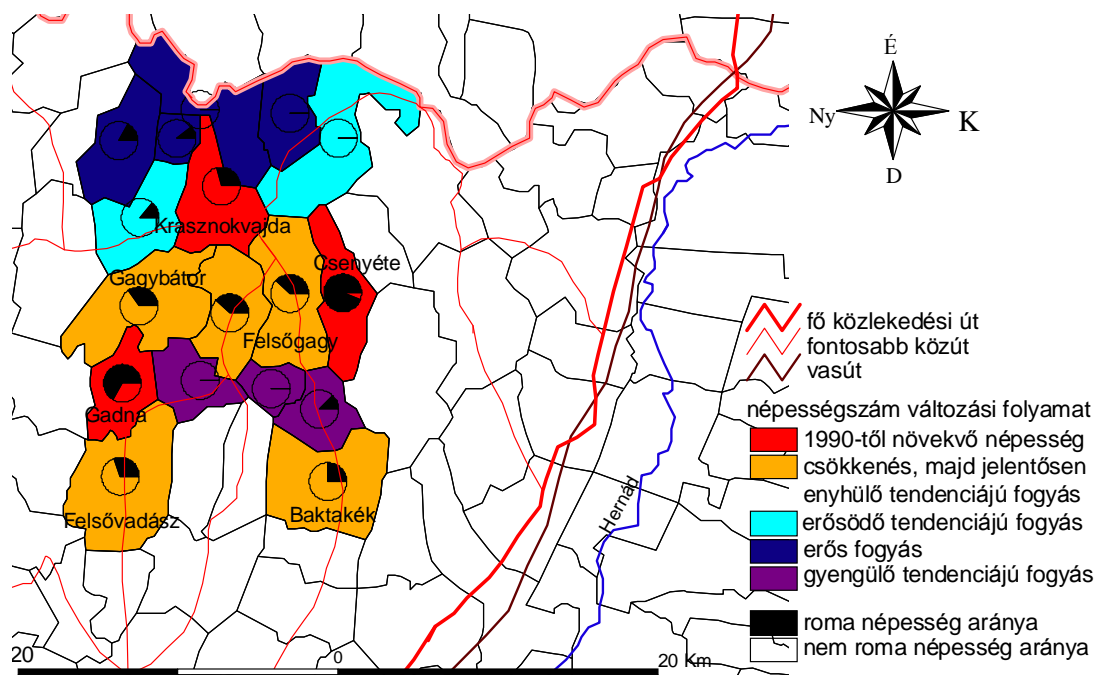 É
Ny
K
D
Krasznokvajda
Csenyéte
Gagybátor
Felsőgagy
Gadna
Felsővadász
Baktakék
Hernád
fő közlekedési út
fontosabb közút
vasút
népességszám változási folyamat
1990-től növekvő népesség
csökkenés, majd jelentősen
enyhülő tendenciájú fogyás
erősödő tendenciájú fogyás
erős fogyás
gyengülő tendenciájú fogyás
roma népesség aránya
nem roma népesség aránya
20
0
20 Km